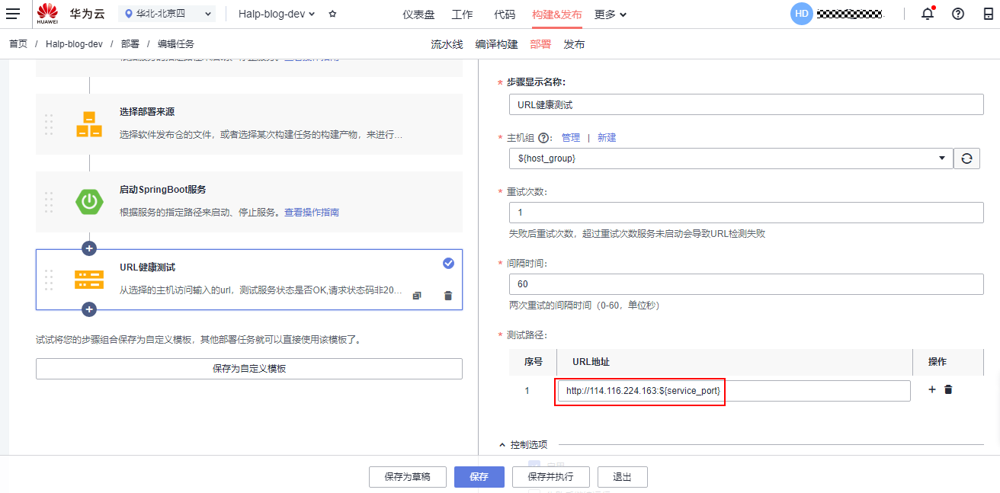 HUAWEI
华为云
华北-北京四
Halp-blog-dev
仪表盘 工作 代码 构建&发布 更多
HD
首页 / Halp-blog-dev / 部署 / 编辑任务
流水线 编译构建 部署 发布
选择部署来源
选择软件发布仓的文件，或者选择某次构建任务的构建产物，来进行…
启动SpringBoot服务
根据服务的指定路径来启动、停止服务。查看操作指南
URL健康测试
从选择的主机访问输入的url，测试服务状态是否OK,请求状态码非20…
试试将您的步骤组合保存为自定义模板，其他部署任务就可以直接使用该模板了。
保存为自定义模板
* 步骤显示名称:
URL健康测试
* 主机组 ? : 管理 | 新建
${host_group}
* 重试次数:
1
失败后重试次数，超过重试次数服务未启动会导致URL检测失败
* 间隔时间:
60
两次重试的间隔时间（0-60，单位秒）
* 测试路径:
序号 URL地址 操作
1 http://114.116.224.163:${service_port}
控制选项
保存为草稿 保存 保存并执行 退出